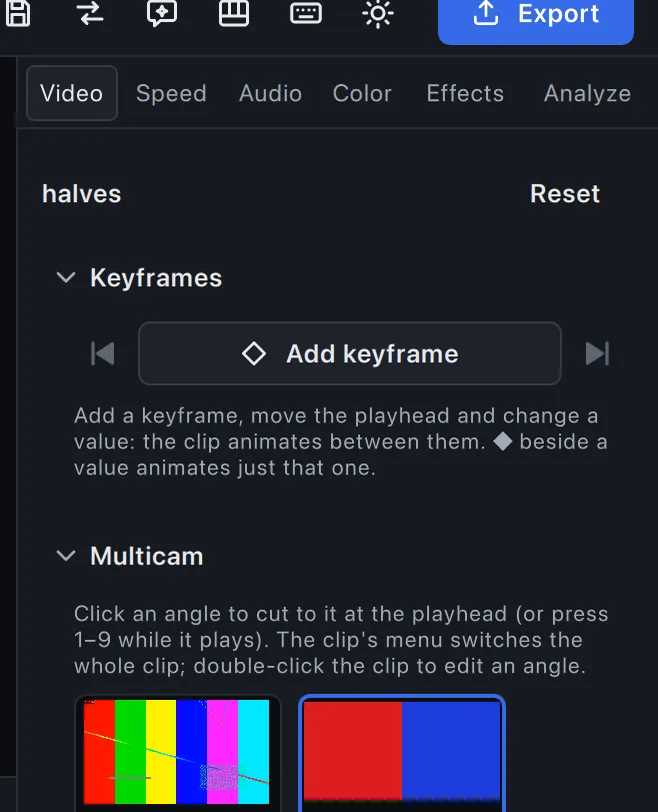 Export
Video Speed Audio Color Effects Analyze
halves Reset
Keyframes
Add keyframe
Add a keyframe, move the playhead and change a
value: the clip animates between them. ◆ beside a
value animates just that one.
Multicam
Click an angle to cut to it at the playhead (or press
1–9 while it plays). The clip's menu switches the
whole clip; double-click the clip to edit an angle.